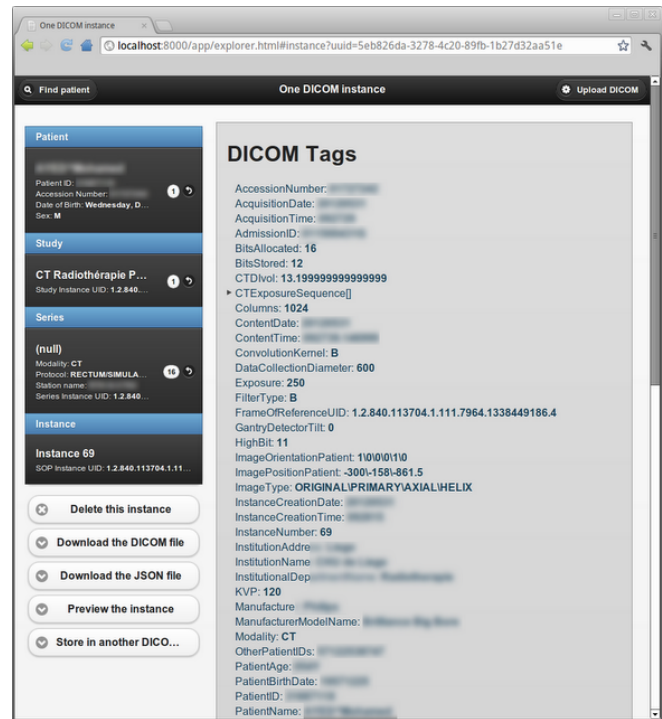 One DICOM instance
localhost:8000/app/explorer.html#instance?uuid=5eb826da-3278-4c20-89fb-1b27d32aa51e
Find patient
One DICOM instance
Upload DICOM
Patient
Patient ID:
Accession Number:
Date of Birth: Wednesday, D...
Sex: M
1
Study
CT Radiothérapie P...
Study Instance UID: 1.2.840....
1
Series
(null)
Modality: CT
Protocol: RECTUM/SIMULA...
Station name:
Series Instance UID: 1.2.840...
16
Instance
Instance 69
SOP Instance UID: 1.2.840.113704.1.11...
Delete this instance
Download the DICOM file
Download the JSON file
Preview the instance
Store in another DICO...
DICOM Tags
AccessionNumber:
AcquisitionDate:
AcquisitionTime:
AdmissionID:
BitsAllocated: 16
BitsStored: 12
CTDIvol: 13.199999999999999
CTExposureSequence[]
Columns: 1024
ContentDate:
ContentTime:
ConvolutionKernel: B
DataCollectionDiameter: 600
Exposure: 250
FilterType: B
FrameOfReferenceUID: 1.2.840.113704.1.111.7964.1338449186.4
GantryDetectorTilt: 0
HighBit: 11
ImageOrientationPatient: 1\0\0\0\1\0
ImagePositionPatient: -300\-158\-861.5
ImageType: ORIGINAL\PRIMARY\AXIAL\HELIX
InstanceCreationDate:
InstanceCreationTime:
InstanceNumber: 69
InstitutionAddre
InstitutionName
InstitutionalDep
KVP: 120
Manufacture
ManufacturerModelName:
Modality: CT
OtherPatientIDs:
PatientAge:
PatientBirthDate:
PatientID:
PatientName: